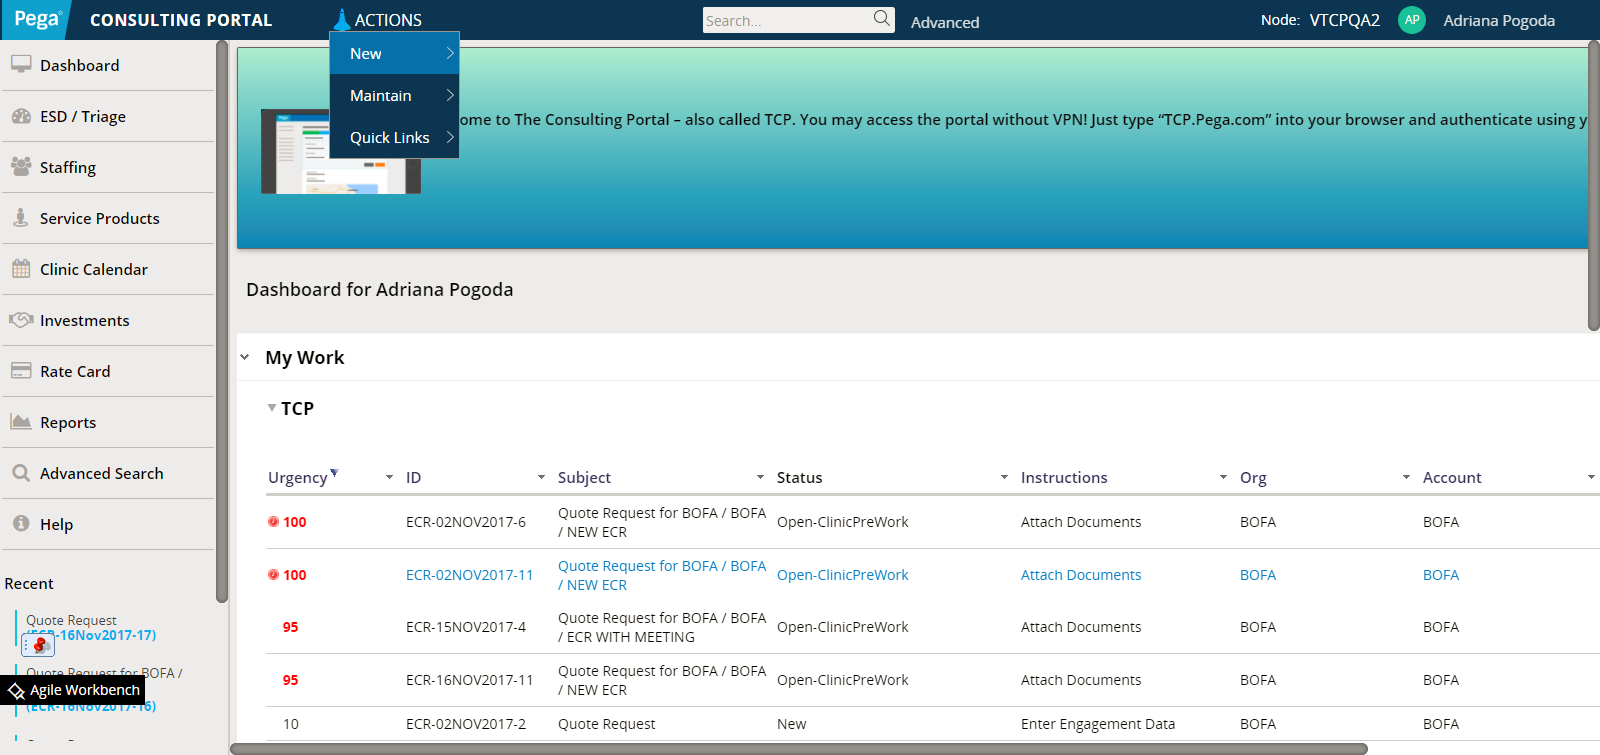 Pega
CONSULTING PORTAL
ACTIONS
Search...
Advanced
Node: VTCPQA2
AP
Adriana Pogoda
New
Maintain
Quick Links
Dashboard
ESD / Triage
Staffing
Service Products
Clinic Calendar
Investments
Rate Card
Reports
Advanced Search
Help
Recent
Quote Request
(ECR-16Nov2017-17)
Quote Request for BOFA /
(ECR-16Nov2017-16)
Agile Workbench
ome to The Consulting Portal – also called TCP. You may access the portal without VPN! Just type “TCP.Pega.com” into your browser and authenticate using y
Dashboard for Adriana Pogoda
My Work
TCP
Urgency ID Subject Status Instructions Org Account
100 ECR-02NOV2017-6 Quote Request for BOFA / BOFA
/ NEW ECR Open-ClinicPreWork Attach Documents BOFA BOFA
100 ECR-02NOV2017-11 Quote Request for BOFA / BOFA
/ NEW ECR Open-ClinicPreWork Attach Documents BOFA BOFA
95 ECR-15NOV2017-4 Quote Request for BOFA / BOFA
/ ECR WITH MEETING Open-ClinicPreWork Attach Documents BOFA BOFA
95 ECR-16NOV2017-11 Quote Request for BOFA / BOFA
/ NEW ECR Open-ClinicPreWork Attach Documents BOFA BOFA
10 ECR-02NOV2017-2 Quote Request New Enter Engagement Data BOFA BOFA